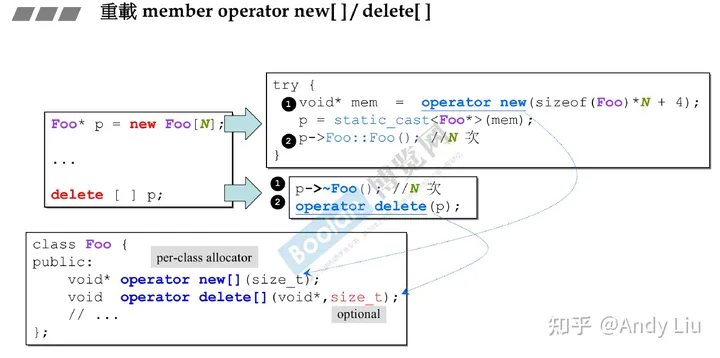 重載 member operator new[ ] / delete[ ]
Foo* p = new Foo[N];
...
delete [ ] p;
try {
❶ void* mem = operator new(sizeof(Foo)*N + 4);
p = static_cast<Foo*>(mem);
❷ p->Foo::Foo(); //N 次
}
❶ p->~Foo(); //N 次
❷ operator delete(p);
class Foo {
public:
per-class allocator
void* operator new[](size_t);
void operator delete[](void*,size_t);
// ...
optional
};
Boolan 博览网
知乎 @Andy Liu